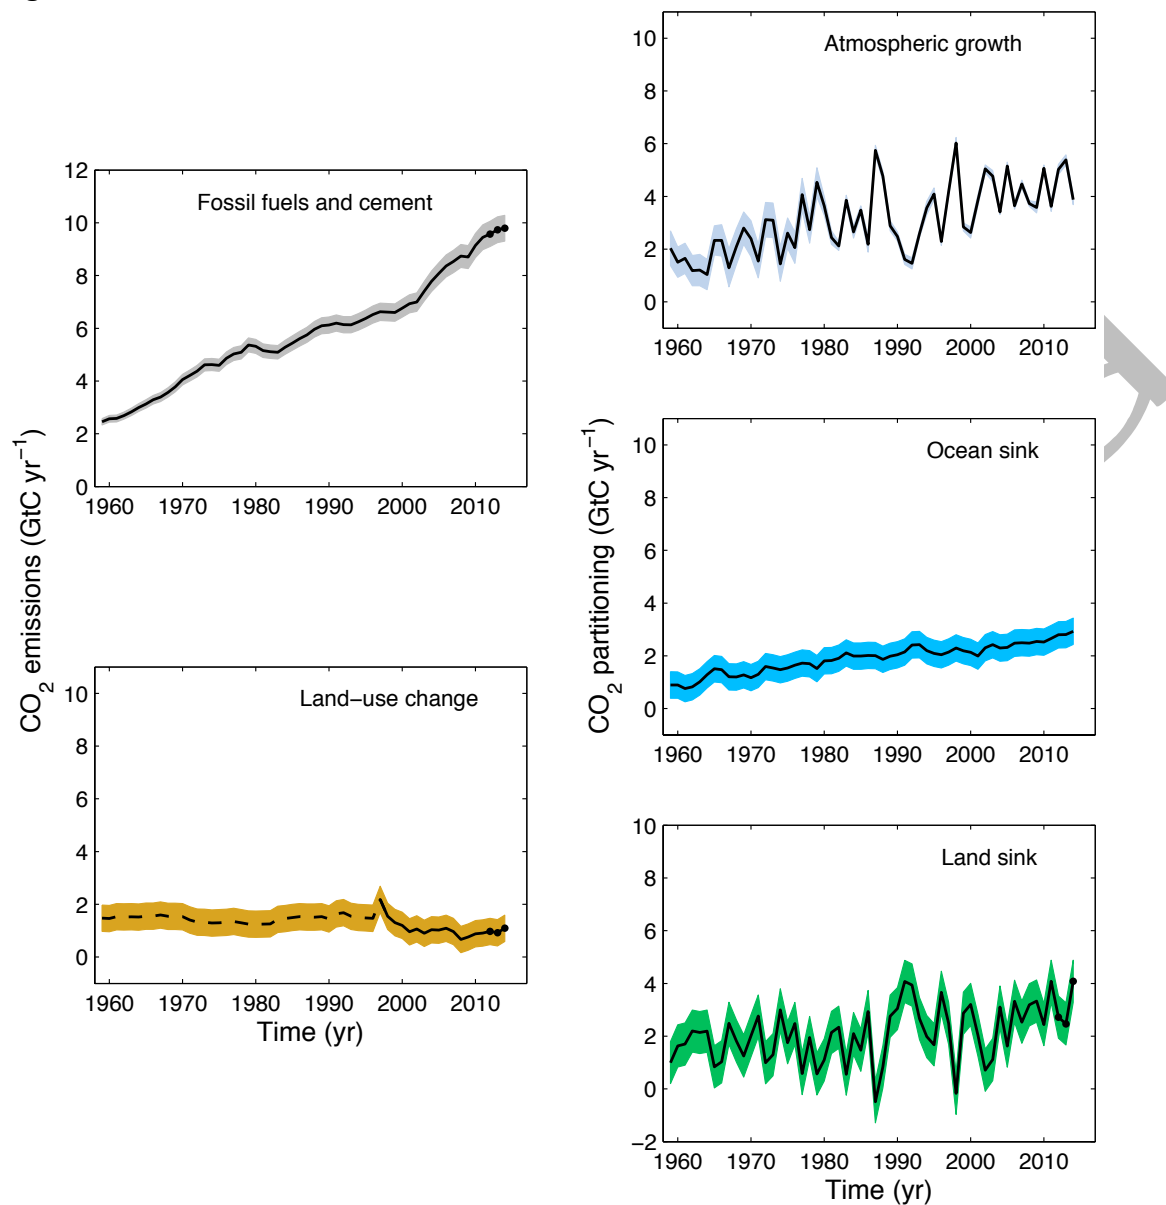 CO2 emissions (GtC yr−1)
Fossil fuels and cement
12
10
8
6
4
2
0
1960 1970 1980 1990 2000 2010
Land−use change
10
8
6
4
2
0
1960 1970 1980 1990 2000 2010
Time (yr)
CO2 partitioning (GtC yr−1)
Atmospheric growth
10
8
6
4
2
0
1960 1970 1980 1990 2000 2010
Ocean sink
10
8
6
4
2
0
1960 1970 1980 1990 2000 2010
Land sink
10
8
6
4
2
0
−2
1960 1970 1980 1990 2000 2010
Time (yr)